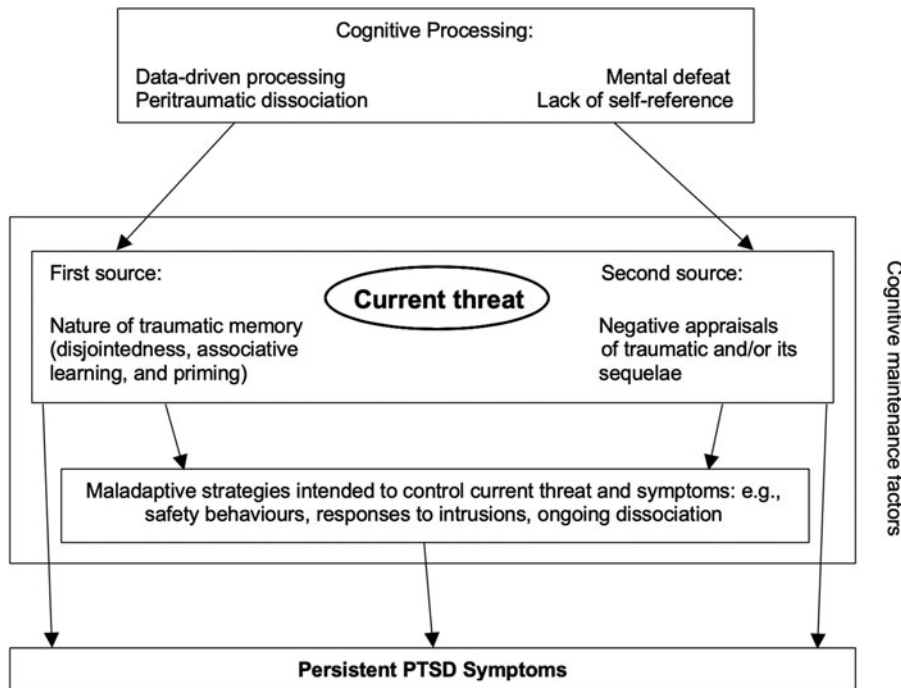 Cognitive Processing:
Data-driven processing
Peritraumatic dissociation
Mental defeat
Lack of self-reference
First source:
Nature of traumatic memory
(disjointedness, associative
learning, and priming)
Current threat
Second source:
Negative appraisals
of traumatic and/or its
sequelae
Maladaptive strategies intended to control current threat and symptoms: e.g.,
safety behaviours, responses to intrusions, ongoing dissociation
Cognitive maintenance
factors
Persistent PTSD Symptoms